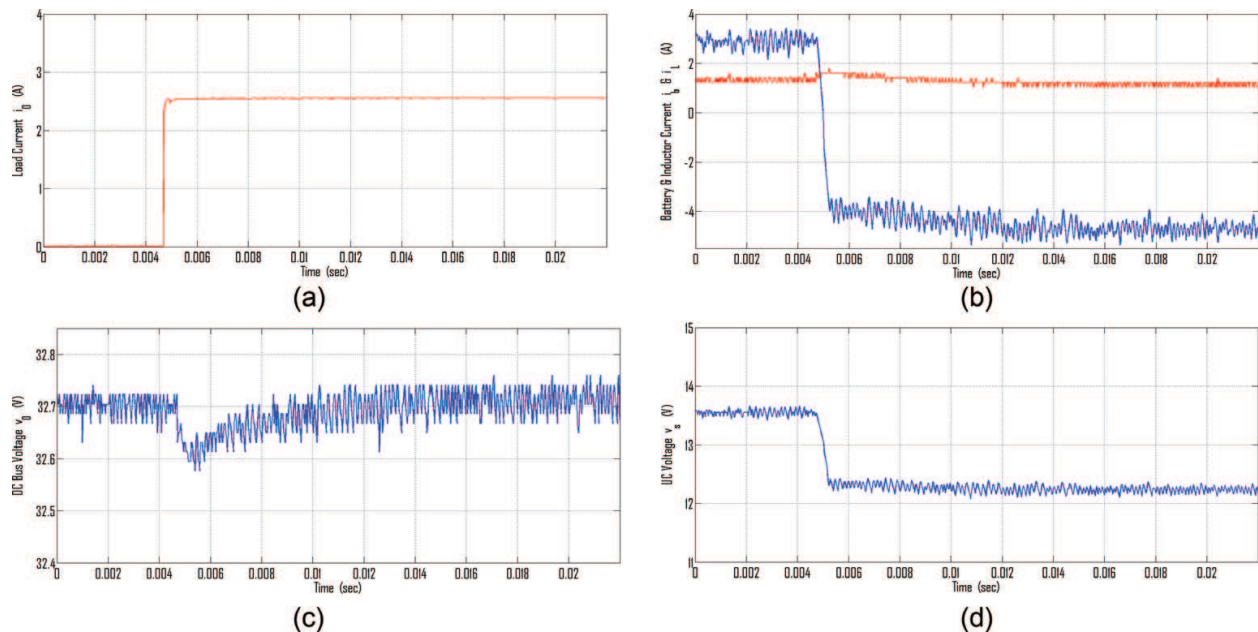 4
3
2
1
0
Load Current i_0 (A)
0 0.002 0.004 0.006 0.008 0.01 0.012 0.014 0.016 0.018 0.02
Time (sec)
(a)
4
2
0
-2
-4
Battery & Inductor Current i_b & i_L (A)
0 0.002 0.004 0.006 0.008 0.01 0.012 0.014 0.016 0.018 0.02
Time (sec)
(b)
32.8
32.7
32.6
32.5
32.4
DC Bus Voltage v_0 (V)
0 0.002 0.004 0.006 0.008 0.01 0.012 0.014 0.016 0.018 0.02
Time (sec)
(c)
15
14
13
12
11
UC Voltage v_s (V)
0 0.002 0.004 0.006 0.008 0.01 0.012 0.014 0.016 0.018 0.02
Time (sec)
(d)